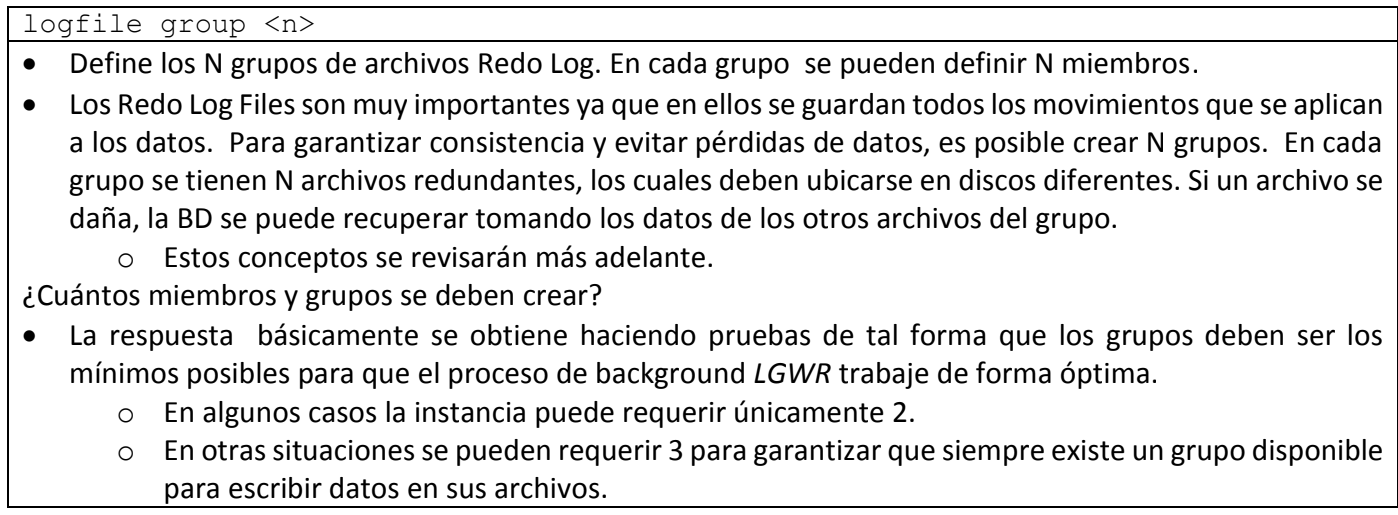 logfile group <n>
• Define los N grupos de archivos Redo Log. En cada grupo se pueden definir N miembros.
• Los Redo Log Files son muy importantes ya que en ellos se guardan todos los movimientos que se aplican
a los datos. Para garantizar consistencia y evitar pérdidas de datos, es posible crear N grupos. En cada
grupo se tienen N archivos redundantes, los cuales deben ubicarse en discos diferentes. Si un archivo se
daña, la BD se puede recuperar tomando los datos de los otros archivos del grupo.
o Estos conceptos se revisarán más adelante.
¿Cuántos miembros y grupos se deben crear?
• La respuesta básicamente se obtiene haciendo pruebas de tal forma que los grupos deben ser los
mínimos posibles para que el proceso de background LGWR trabaje de forma óptima.
o En algunos casos la instancia puede requerir únicamente 2.
o En otras situaciones se pueden requerir 3 para garantizar que siempre existe un grupo disponible
para escribir datos en sus archivos.